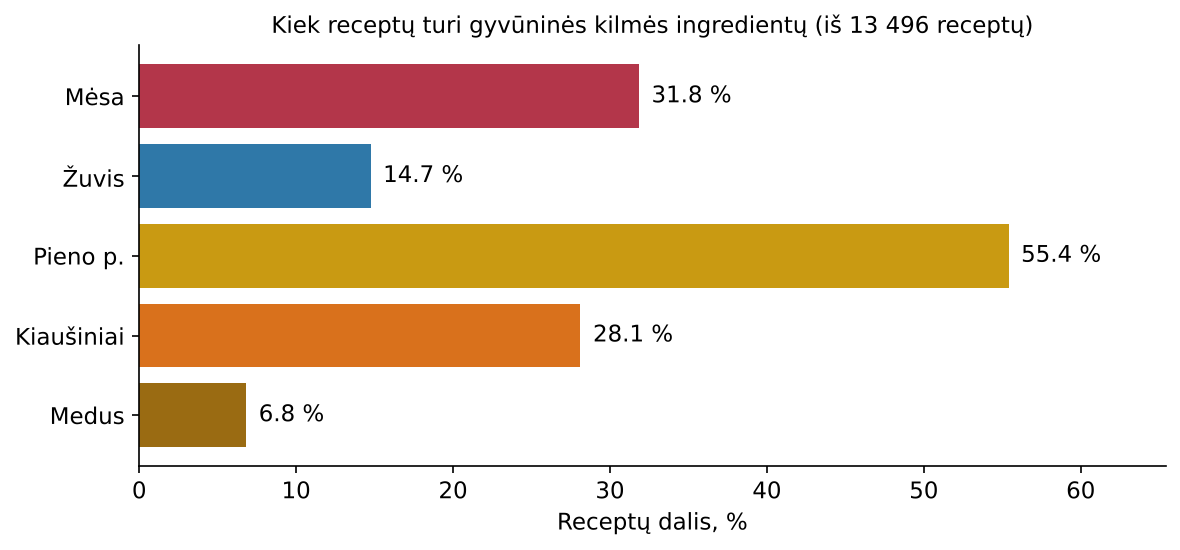 Kiek receptų turi gyvūninės kilmės ingredientų (iš 13 496 receptų)
Mėsa 31.8 %
Žuvis 14.7 %
Pieno p. 55.4 %
Kiaušiniai 28.1 %
Medus 6.8 %
0 10 20 30 40 50 60
Receptų dalis, %